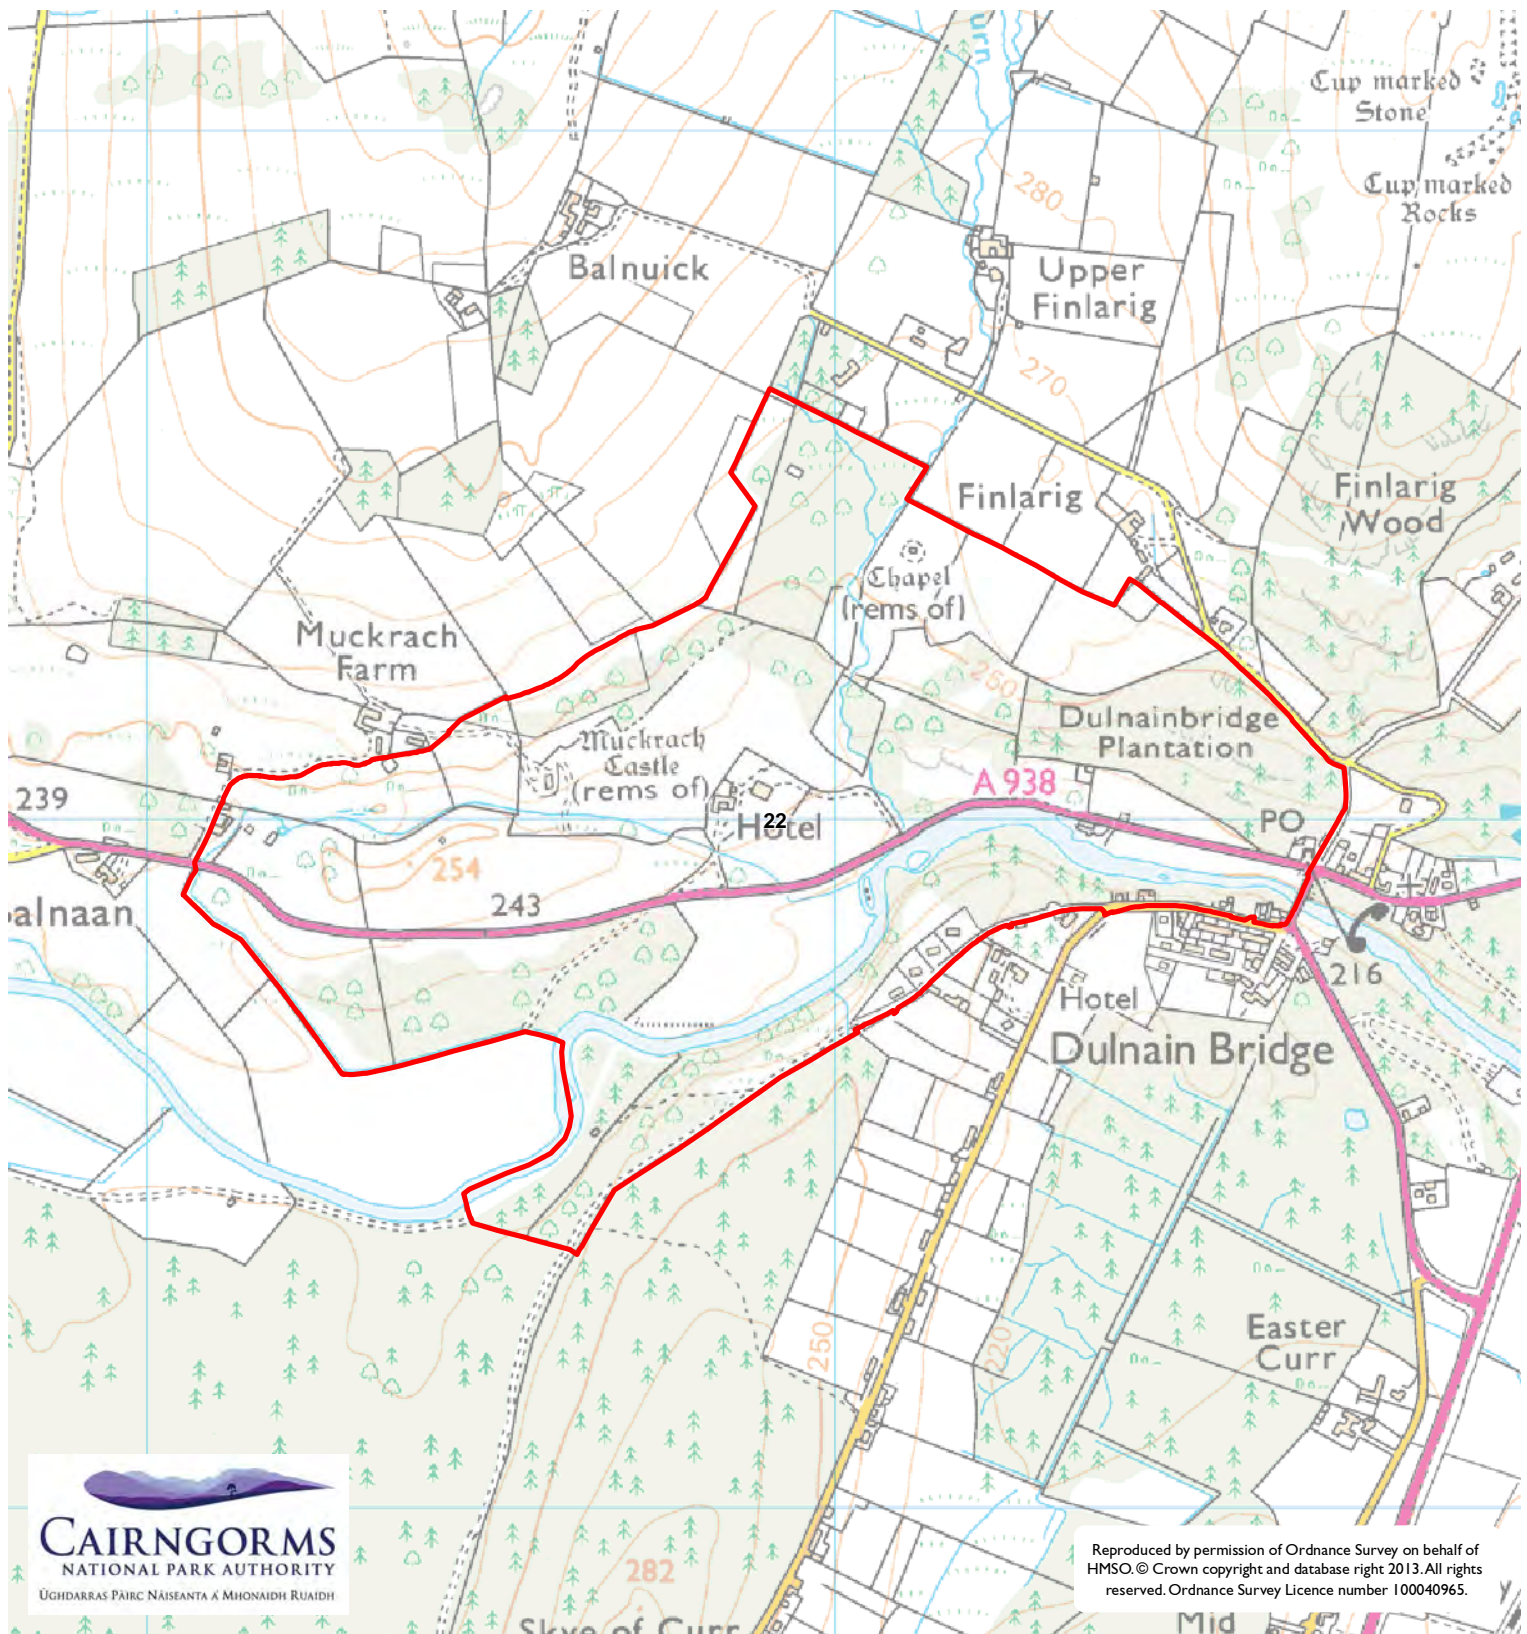 urn
Cup marked
Stone
Cup marked
Rocks
280
Balnuick
Upper
Finlarig
270
Finlarig
Finlarig
Wood
Chapel
(rems of)
Muckrach
Farm
250
Dulnainbridge
Plantation
Muckrach
Castle
(rems of)
A 938
239
22
Hotel
PO
254
243
alnaan
216
Hotel
Dulnain Bridge
250
220
Easter
Curr
282
Skye of Curr
Mid
CAIRNGORMS
NATIONAL PARK AUTHORITY
ÙGHDARRAS PÀIRC NÀISEANTA A' MHONAIDH RUAIDH
Reproduced by permission of Ordnance Survey on behalf of
HMSO. © Crown copyright and database right 2013. All rights
reserved. Ordnance Survey Licence number 100040965.